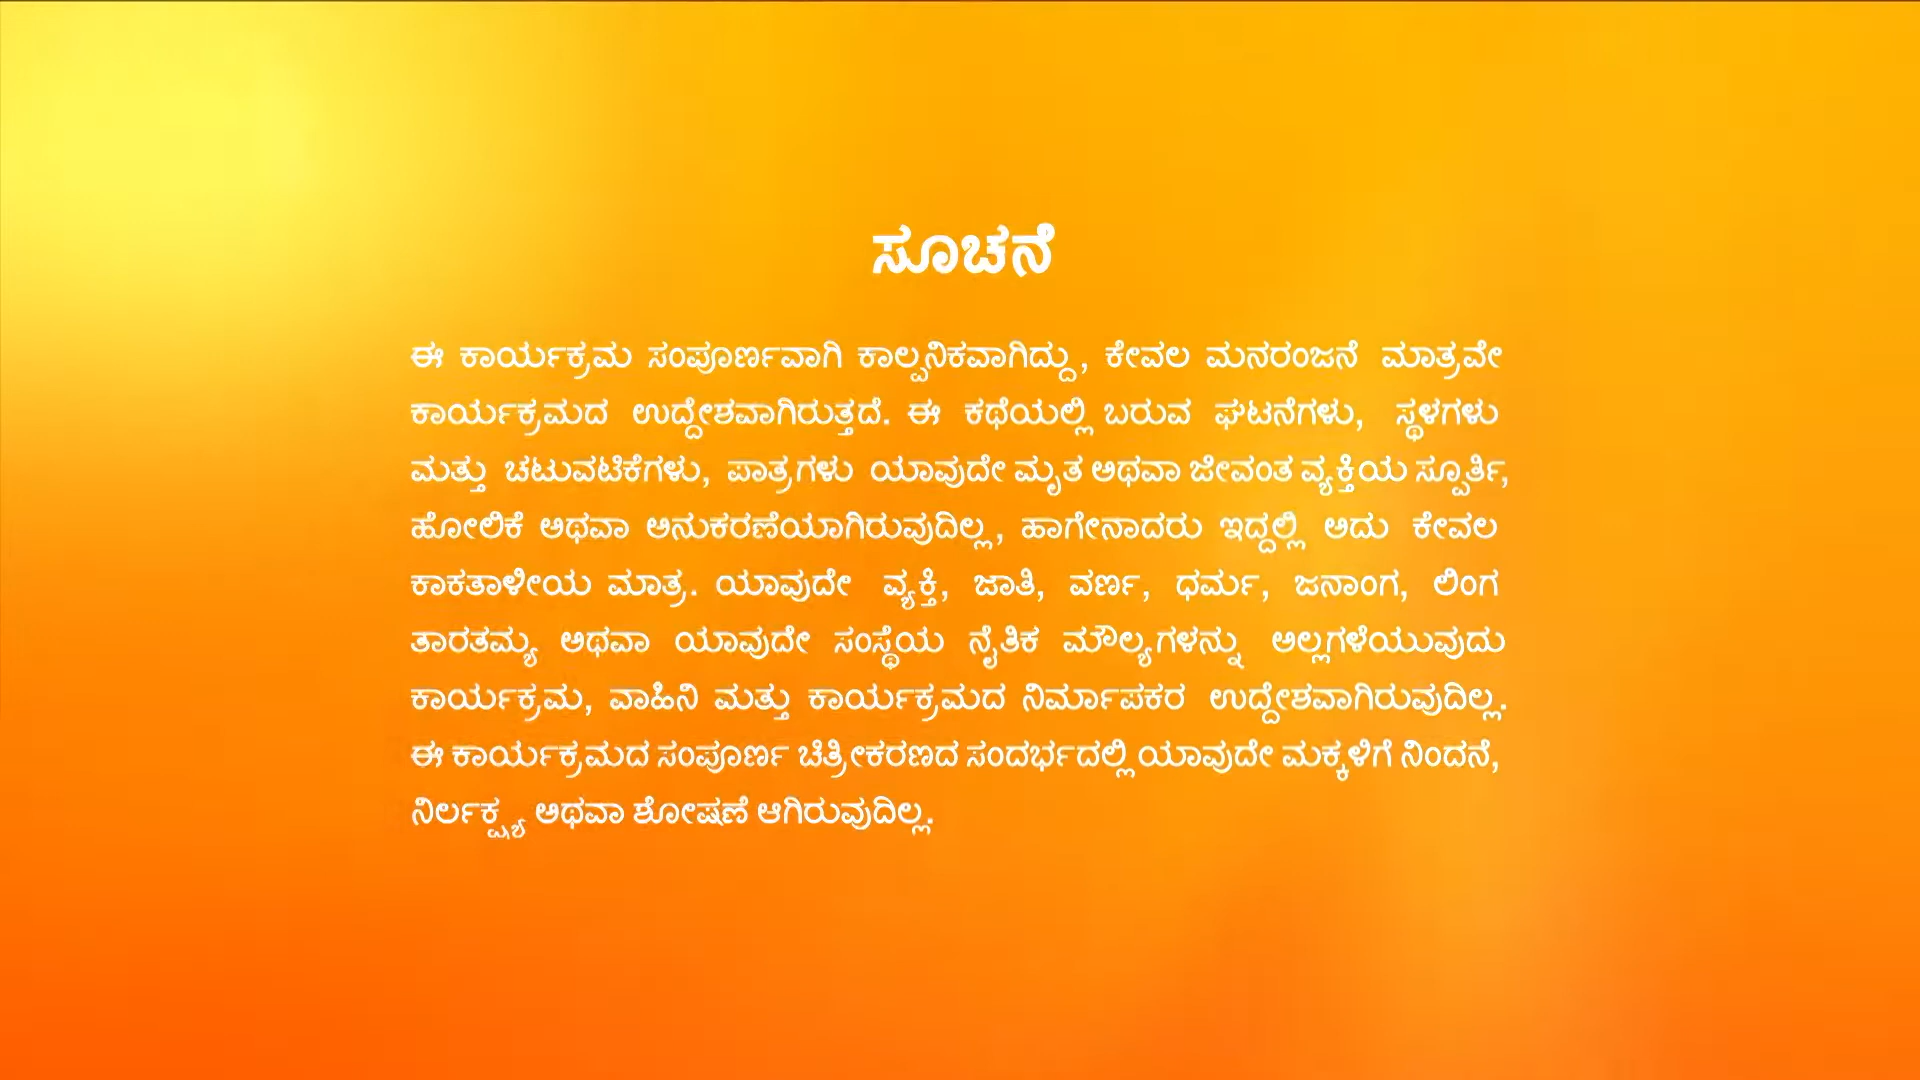 ಸೂಚನೆ
ಈ ಕಾರ್ಯಕ್ರಮ ಸಂಪೂರ್ಣವಾಗಿ ಕಾಲ್ಪನಿಕವಾಗಿದ್ದು, ಕೇವಲ ಮನರಂಜನೆ ಮಾತ್ರವೇ
ಕಾರ್ಯಕ್ರಮದ ಉದ್ದೇಶವಾಗಿರುತ್ತದೆ. ಈ ಕಥೆಯಲ್ಲಿ ಬರುವ ಘಟನೆಗಳು, ಸ್ಥಳಗಳು
ಮತ್ತು ಚಟುವಟಿಕೆಗಳು, ಪಾತ್ರಗಳು ಯಾವುದೇ ಮೃತ ಅಥವಾ ಜೀವಂತ ವ್ಯಕ್ತಿಯ ಸ್ಪೂರ್ತಿ,
ಹೋಲಿಕೆ ಅಥವಾ ಅನುಕರಣೆಯಾಗಿರುವುದಿಲ್ಲ, ಹಾಗೇನಾದರು ಇದ್ದಲ್ಲಿ ಅದು ಕೇವಲ
ಕಾಕತಾಳೀಯ ಮಾತ್ರ. ಯಾವುದೇ ವ್ಯಕ್ತಿ, ಜಾತಿ, ವರ್ಣ, ಧರ್ಮ, ಜನಾಂಗ, ಲಿಂಗ
ತಾರತಮ್ಯ ಅಥವಾ ಯಾವುದೇ ಸಂಸ್ಥೆಯ ನೈತಿಕ ಮೌಲ್ಯಗಳನ್ನು ಅಲ್ಲಗಳೆಯುವುದು
ಕಾರ್ಯಕ್ರಮ, ವಾಹಿನಿ ಮತ್ತು ಕಾರ್ಯಕ್ರಮದ ನಿರ್ಮಾಪಕರ ಉದ್ದೇಶವಾಗಿರುವುದಿಲ್ಲ.
ಈ ಕಾರ್ಯಕ್ರಮದ ಸಂಪೂರ್ಣ ಚಿತ್ರೀಕರಣದ ಸಂದರ್ಭದಲ್ಲಿ ಯಾವುದೇ ಮಕ್ಕಳಿಗೆ ನಿಂದನೆ,
ನಿರ್ಲಕ್ಷ್ಯ ಅಥವಾ ಶೋಷಣೆ ಆಗಿರುವುದಿಲ್ಲ.